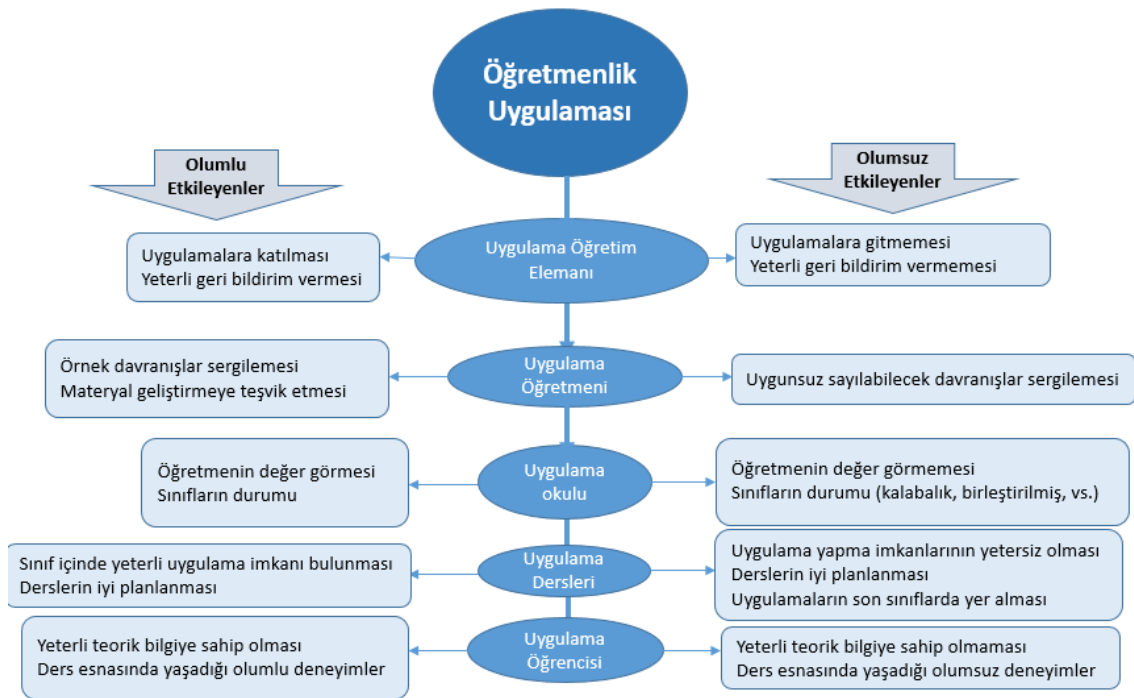 Öğretmenlik
Uygulaması
Olumlu
Etkileyenler
Olumsuz
Etkileyenler
Uygulamalara katılması
Yeterli geri bildirim vermesi
Uygulama Öğretim
Elemanı
Uygulamalara gitmemesi
Yeterli geri bildirim vermemesi
Örnek davranışlar sergilemesi
Materyal geliştirmeye teşvik etmesi
Uygulama
Öğretmeni
Uygunsuz sayılabilecek davranışlar sergilemesi
Öğretmenin değer görmesi
Sınıfların durumu
Uygulama
okulu
Öğretmenin değer görmemesi
Sınıfların durumu (kalabalık, birleştirilmiş, vs.)
Sınıf içinde yeterli uygulama imkanı bulunması
Derslerin iyi planlanması
Uygulama
Dersleri
Uygulama yapma imkanlarının yetersiz olması
Derslerin iyi planlanması
Uygulamaların son sınıflarda yer alması
Yeterli teorik bilgiye sahip olması
Ders esnasında yaşadığı olumlu deneyimler
Uygulama
Öğrencisi
Yeterli teorik bilgiye sahip olmaması
Ders esnasında yaşadığı olumsuz deneyimler